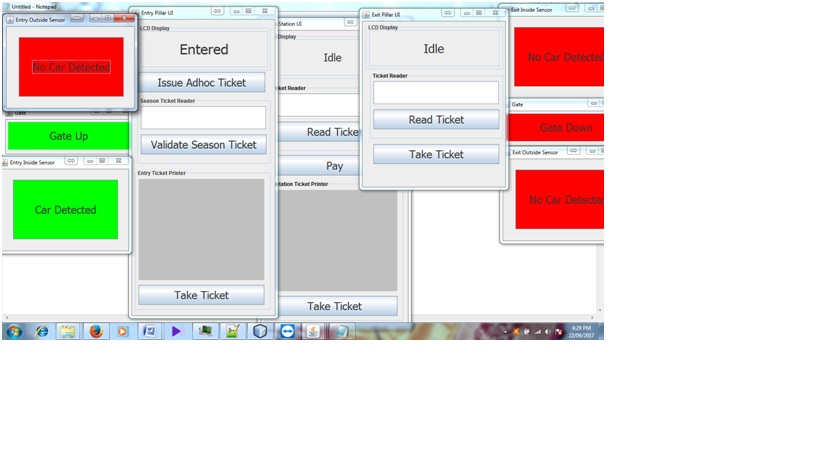 Untitled - Notepad
Entry Outside Sensor
No Car Detected
Gate
Gate Up
Entry Inside Sensor
Car Detected
Entry Pillar UI
LCD Display
Entered
Issue Adhoc Ticket
Season Ticket Reader
Validate Season Ticket
Entry Ticket Printer
Take Ticket
Station UI
Display
Idle
ket Reader
Read Ticke
Pay
tation Ticket Printer
Take Ticket
Exit Pillar UI
LCD Display
Idle
Ticket Reader
Read Ticket
Take Ticket
Exit Inside Sensor
No Car Detected
Gate
Gate Down
Exit Outside Sensor
No Car Detected
4:29 PM
22/09/2017